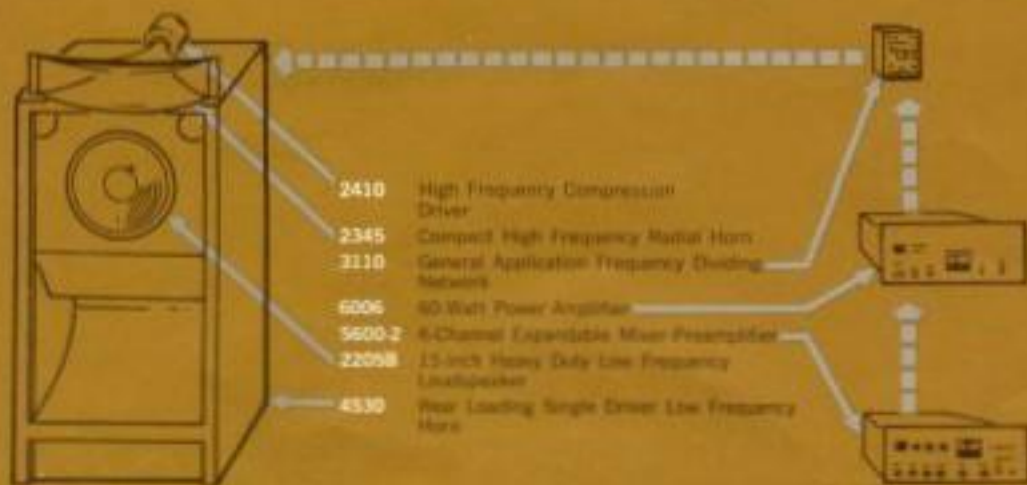 2410 High Frequency Compression
Driver
2345 Compact High Frequency Radial Horn
3110 General Application Frequency Dividing
Network
6006 60-Watt Power Amplifier
5600-2 4-Channel Expandable Mixer-Preamplifier
2205B 15-inch Heavy Duty Low Frequency
Loudspeaker
4530 Rear Loading Single Driver Low Frequency
Horn